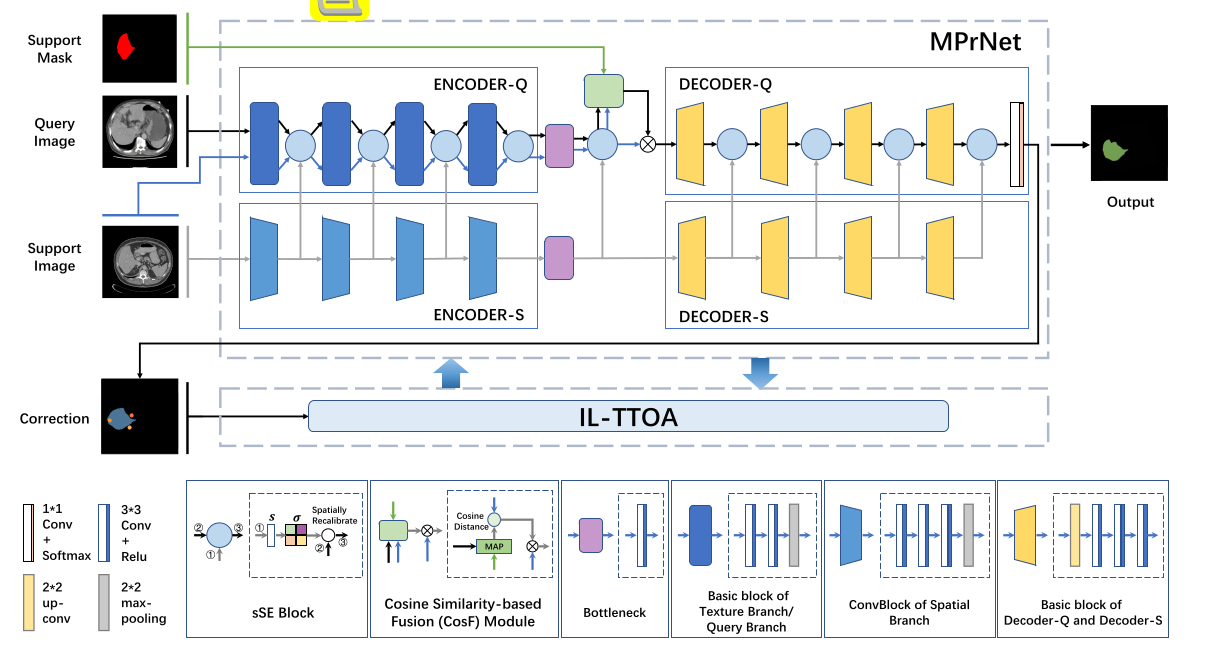 MPrNet
Support
Mask
ENCODER-Q
DECODER-Q
Query
Image
Output
Support
Image
ENCODER-S
DECODER-S
Correction
IL-TTOA
1*1
Conv
+
Softmax
3*3
Conv
+
Relu
2*2
up-
conv
2*2
max-
pooling
② ③ ①
① s σ Spatially
Recalibrate
② ③
sSE Block
Cosine
Distance
MAP
Cosine Similarity-based
Fusion (CosF) Module
Bottleneck
Basic block of
Texture Branch/
Query Branch
ConvBlock of Spatial
Branch
Basic block of
Decoder-Q and Decoder-S